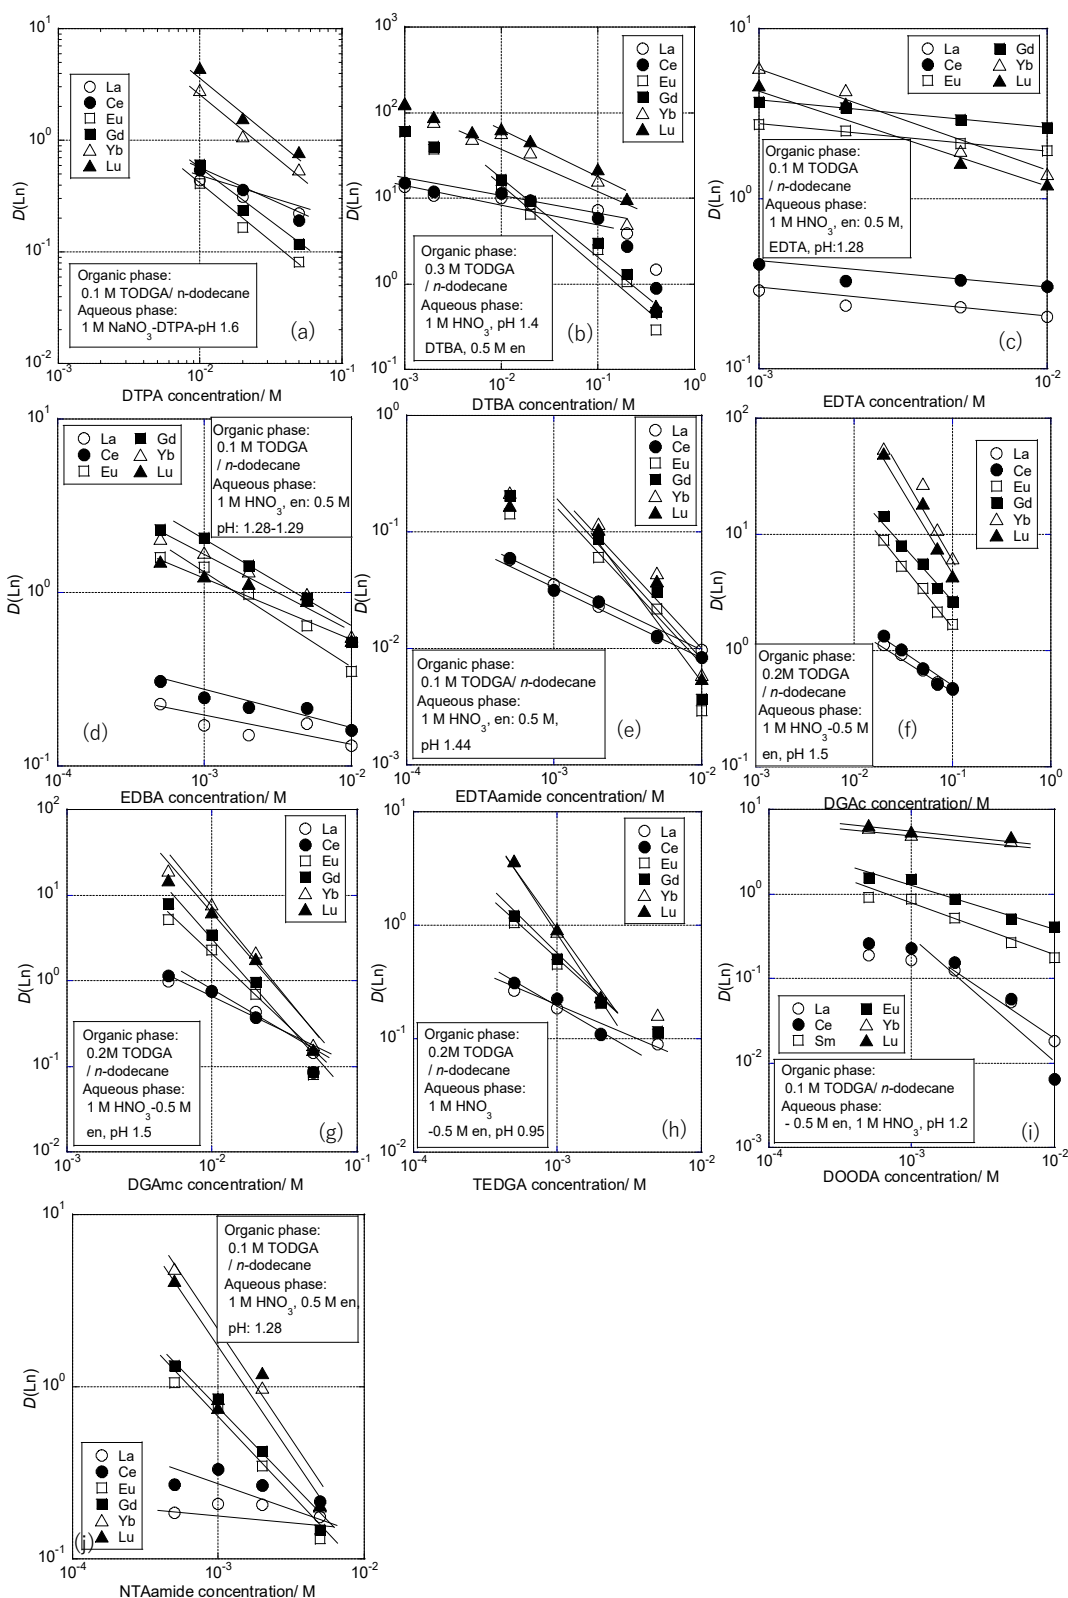 10^1
10^0
10^-1
10^-2
D(Ln)
La
Ce
Eu
Gd
Yb
Lu
Organic phase:
0.1 M TODGA/ n-dodecane
Aqueous phase:
1 M NaNO3-DTPA-pH 1.6
(a)
10^-3 10^-2 10^-1
DTPA concentration/ M
10^3
10^2
10^1
10^0
10^-1
D(Ln)
La
Ce
Eu
Gd
Yb
Lu
Organic phase:
0.3 M TODGA
/ n-dodecane
Aqueous phase:
1 M HNO3, pH 1.4
DTBA, 0.5 M en
(b)
10^-3 10^-2 10^-1 10^0
DTBA concentration/ M
10^1
10^0
10^-1
D(Ln)
La Gd
Ce Yb
Eu Lu
Organic phase:
0.1 M TODGA
/ n-dodecane
Aqueous phase:
1 M HNO3, en: 0.5 M,
EDTA, pH:1.28
(c)
10^-3 10^-2
EDTA concentration/ M
10^1
10^0
10^-1
D(Ln)
La Gd
Ce Yb
Eu Lu
Organic phase:
0.1 M TODGA
/ n-dodecane
Aqueous phase:
1 M HNO3, en: 0.5 M
pH: 1.28-1.29
(d)
10^-4 10^-3 10^-2
EDBA concentration/ M
10^0
10^-1
10^-2
10^-3
D(Ln)
La
Ce
Eu
Gd
Yb
Lu
Organic phase:
0.1 M TODGA/ n-dodecane
Aqueous phase:
1 M HNO3, en: 0.5 M,
pH 1.44
(e)
10^-4 10^-3 10^-2
EDTAamide concentration/ M
10^2
10^1
10^0
10^-1
D(Ln)
La
Ce
Eu
Gd
Yb
Lu
Organic phase:
0.2M TODGA
/ n-dodecane
Aqueous phase:
1 M HNO3-0.5 M
en, pH 1.5
(f)
10^-2 10^-1 10^0
DGAc concentration/ M
10^2
10^1
10^0
10^-1
10^-2
D(Ln)
La
Ce
Eu
Gd
Yb
Lu
Organic phase:
0.2M TODGA
/ n-dodecane
Aqueous phase:
1 M HNO3-0.5 M
en, pH 1.5
(g)
10^-3 10^-2 10^-1
DGAmc concentration/ M
10^1
10^0
10^-1
10^-2
D(Ln)
La
Ce
Eu
Gd
Yb
Lu
Organic phase:
0.2M TODGA
/ n-dodecane
Aqueous phase:
1 M HNO3
-0.5 M en, pH 0.95
(h)
10^-4 10^-3 10^-2
TEDGA concentration/ M
10^1
10^0
10^-1
10^-2
10^-3
D(Ln)
La Eu
Ce Yb
Sm Lu
Organic phase:
0.1 M TODGA/ n-dodecane
Aqueous phase:
- 0.5 M en, 1 M HNO3, pH 1.2
(i)
10^-4 10^-3 10^-2
DOODA concentration/ M
10^1
10^0
10^-1
D(Ln)
Organic phase:
0.1 M TODGA
/ n-dodecane
Aqueous phase:
1 M HNO3, 0.5 M en,
pH: 1.28
La
Ce
Eu
Gd
Yb
Lu
(j)
10^-4 10^-3 10^-2
NTAamide concentration/ M